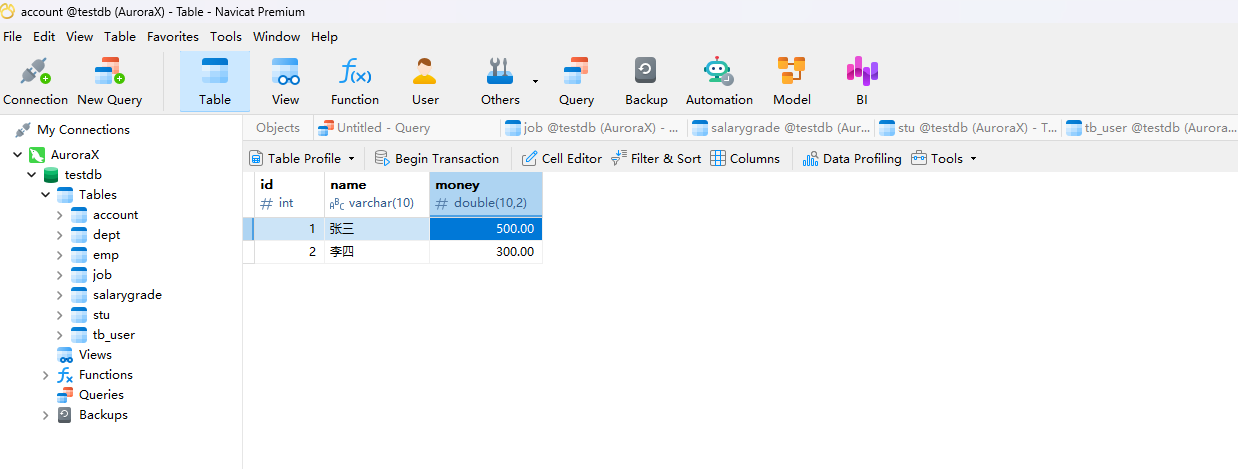 account @testdb (AuroraX) - Table - Navicat Premium
File Edit View Table Favorites Tools Window Help
Connection New Query Table View Function User Others Query Backup Automation Model BI
My Connections
AuroraX
testdb
Tables
account
dept
emp
job
salarygrade
stu
tb_user
Views
Functions
Queries
Backups
Objects Untitled - Query job @testdb (AuroraX) - ... salarygrade @testdb (Aur... stu @testdb (AuroraX) - T... tb_user @testdb (Aurora...
Table Profile Begin Transaction Cell Editor Filter & Sort Columns Data Profiling Tools
id name money
# int ABC varchar(10) # double(10,2)
1 张三 500.00
2 李四 300.00